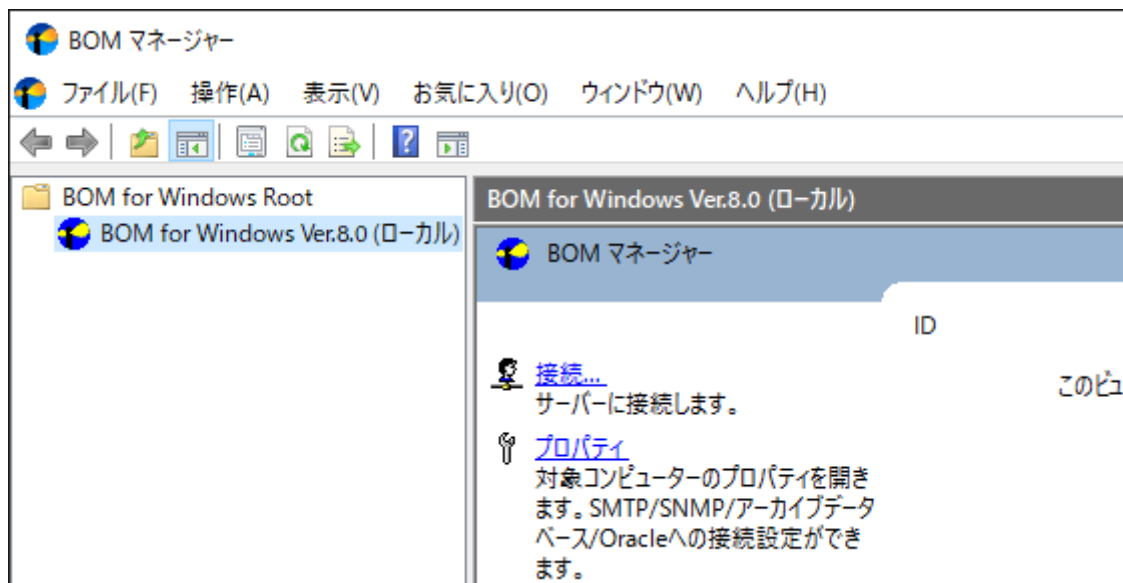 BOM マネージャー
ファイル(F) 操作(A) 表示(V) お気に入り(O) ウィンドウ(W) ヘルプ(H)
BOM for Windows Root
BOM for Windows Ver.8.0 (ローカル)
BOM for Windows Ver.8.0 (ローカル)
BOM マネージャー
ID
接続...
サーバーに接続します。
このビュ
プロパティ
対象コンピューターのプロパティを開き
ます。SMTP/SNMP/アーカイブデータ
ベース/Oracleへの接続設定ができ
ます。